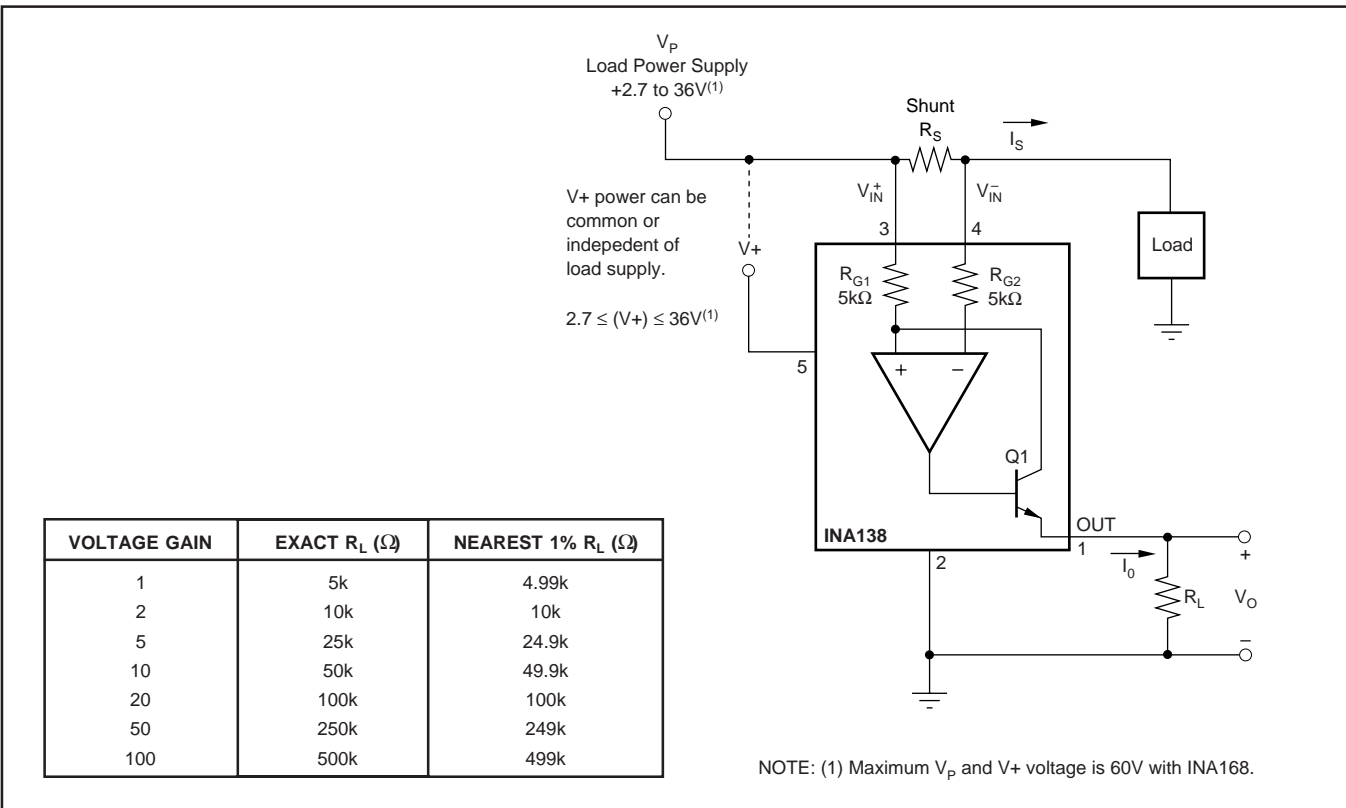 V_P
Load Power Supply
+2.7 to 36V(1)
Shunt
R_S
I_S
V+ power can be
common or
indepedent of
load supply.
2.7 ≤ (V+) ≤ 36V(1)
V+
V_IN^+
V_IN^–
3
4
Load
R_G1
5kΩ
R_G2
5kΩ
5
+
–
Q1
INA138
OUT
1
2
I_0
+
R_L
V_O
–
VOLTAGE GAIN EXACT R_L (Ω) NEAREST 1% R_L (Ω)
1 5k 4.99k
2 10k 10k
5 25k 24.9k
10 50k 49.9k
20 100k 100k
50 250k 249k
100 500k 499k
NOTE: (1) Maximum V_P and V+ voltage is 60V with INA168.